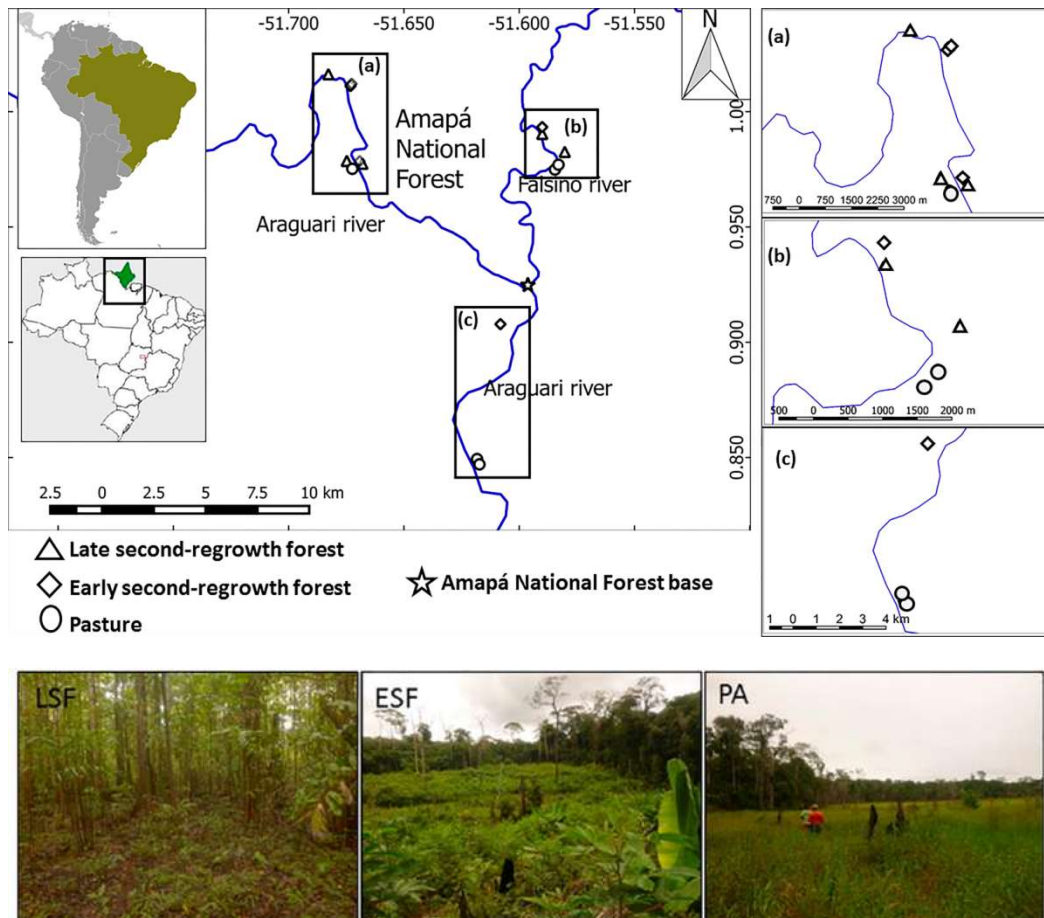 -51.700
-51.650
-51.600
-51.550
N
(a)
Amapá
National
Forest
Araguari river
(b)
Falsino river
(c)
Araguari river
1.00
0.950
0.900
0.850
2.5 0 2.5 5 7.5 10 km
Late second-regrowth forest
Early second-regrowth forest
Pasture
Amapá National Forest base
(a)
750 0 750 1500 2250 3000 m
(b)
500 0 500 1000 1500 2000 m
(c)
1 0 1 2 3 4 km
LSF
ESF
PA